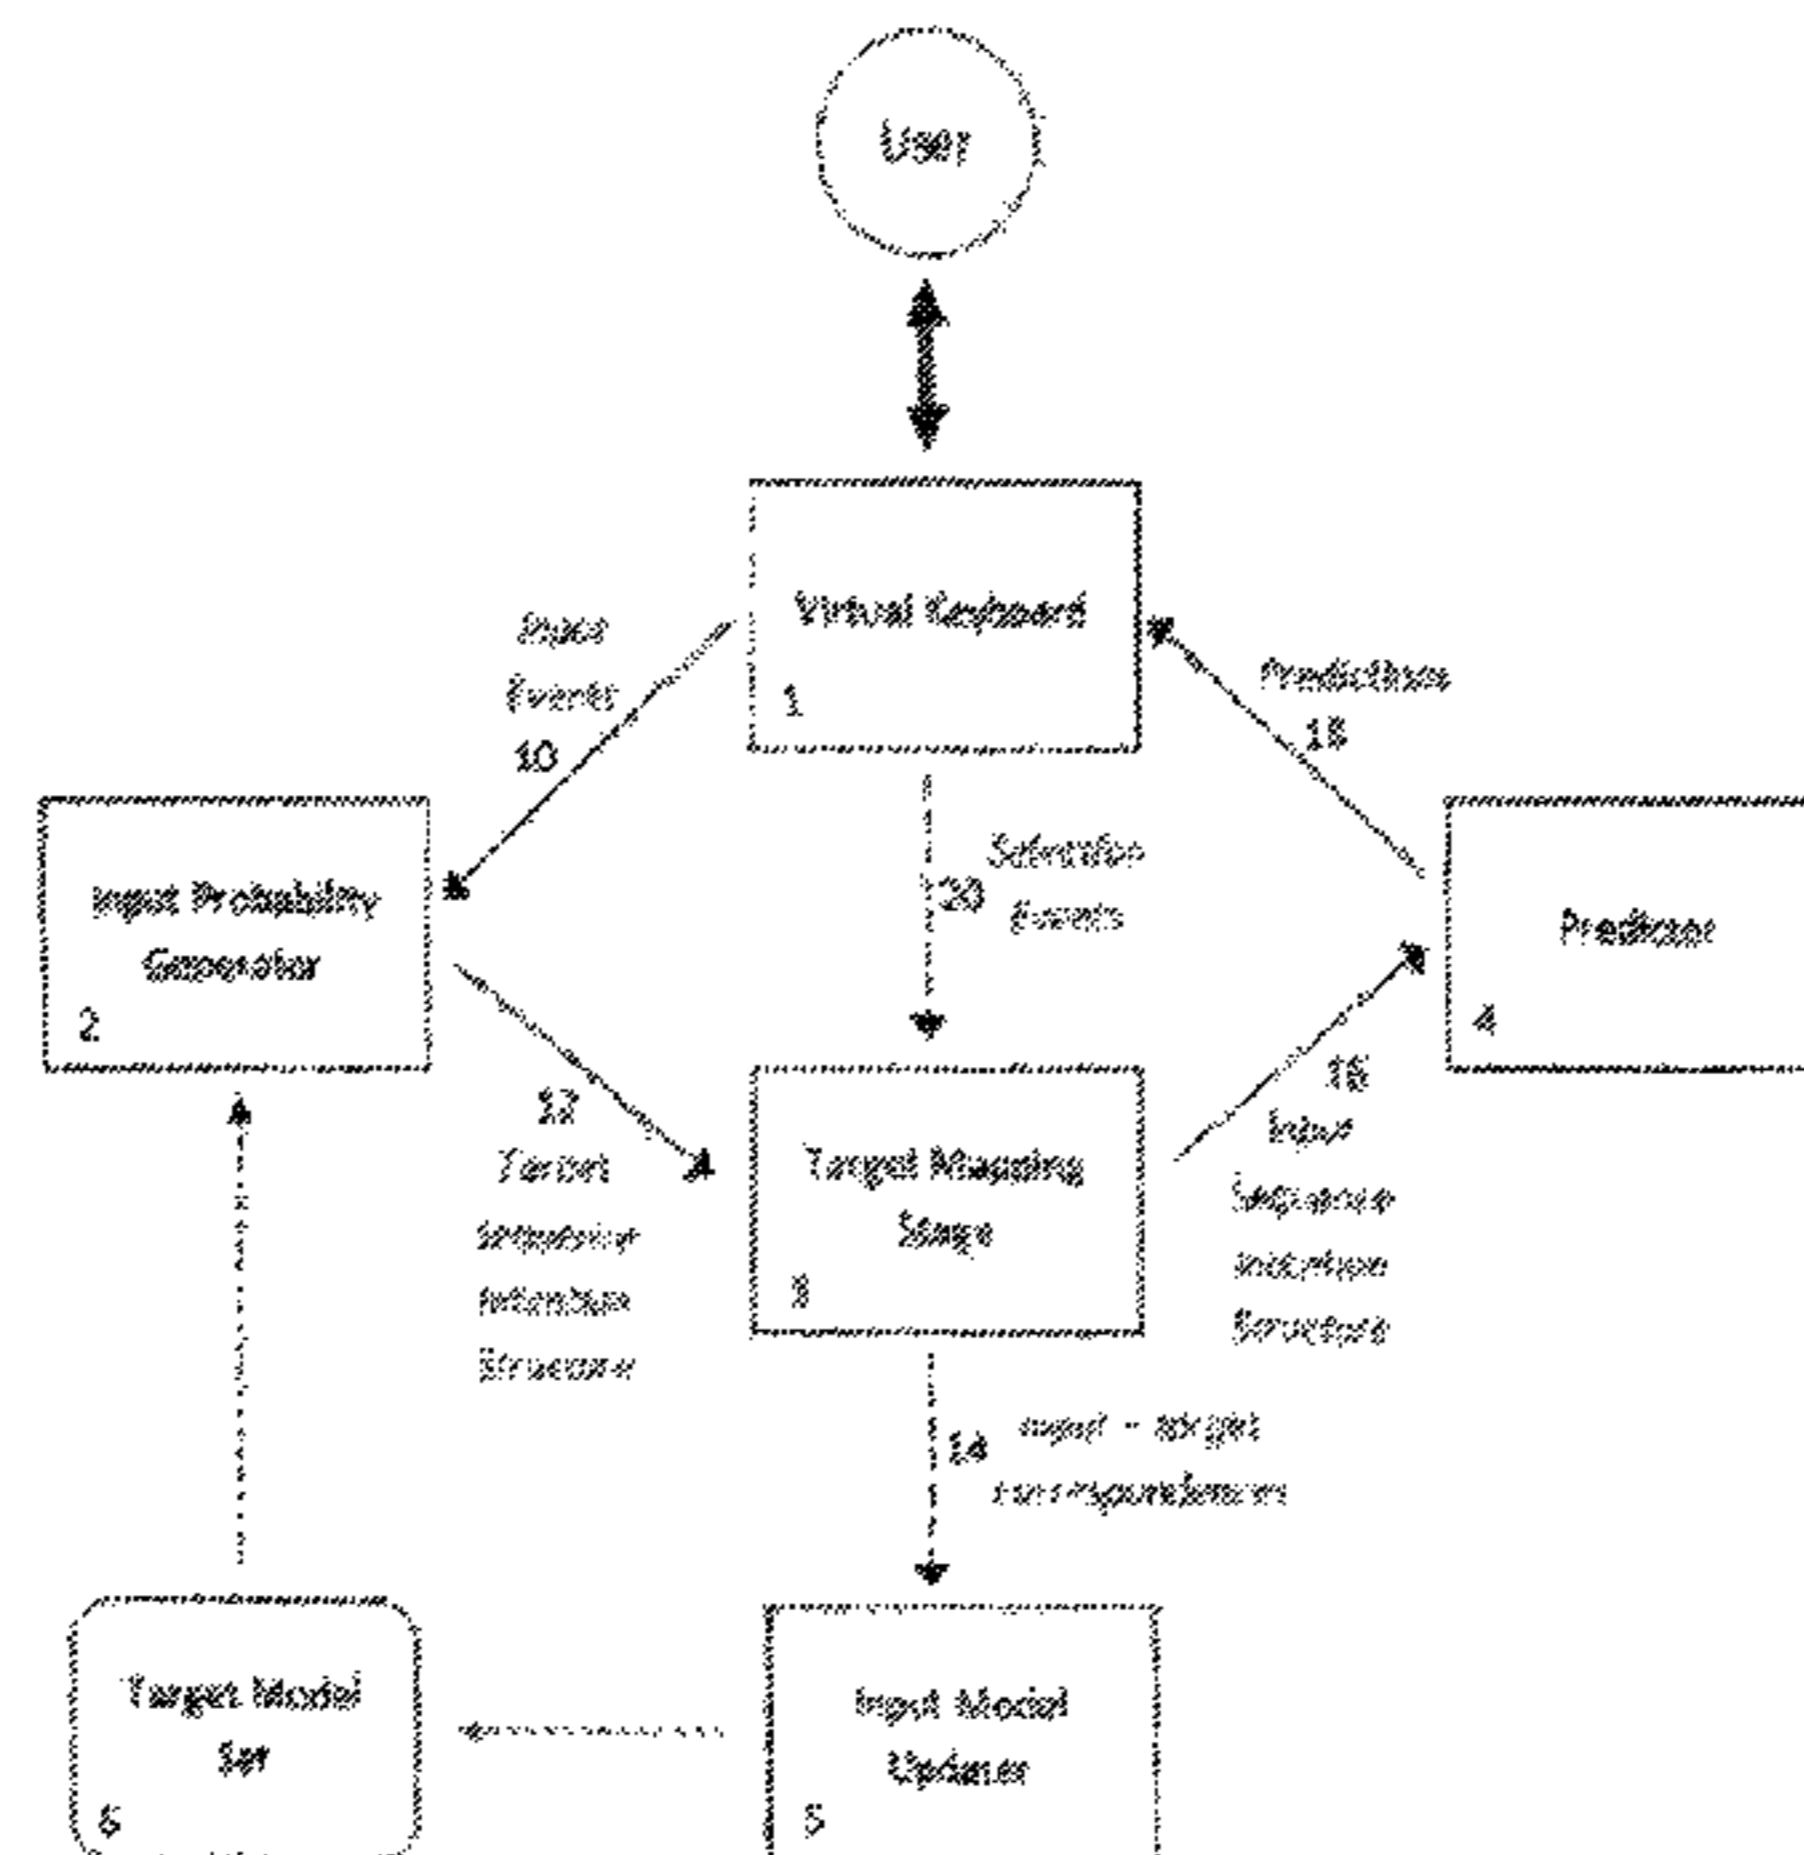 User
Virtual Keyboard
1
Input
Events
10
Predictions
Selection
Events
20
Input Probability
Generator
2
Predictor
4
12
Target
Sequence
Intention
Structure
Target Mapping
Stage
3
16
Input
Sequence
Intention
Structure
14
input - target
correspondences
Target Model
Set
6
Input Model
Updater
5